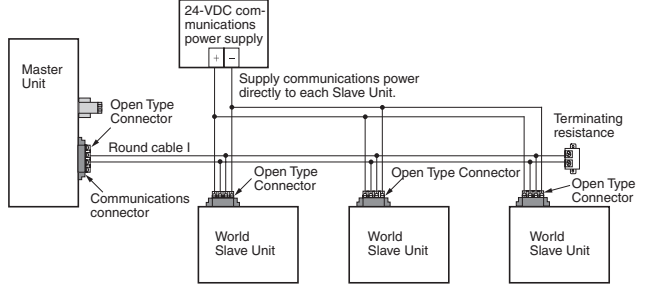 24-VDC com-
munications
power supply
+ −
Master
Unit
Supply communications power
directly to each Slave Unit.
Open Type
Connector
Terminating
resistance
Round cable I
Open Type
Connector
Open Type Connector
Open Type
Connector
Communications
connector
World
Slave Unit
World
Slave Unit
World
Slave Unit